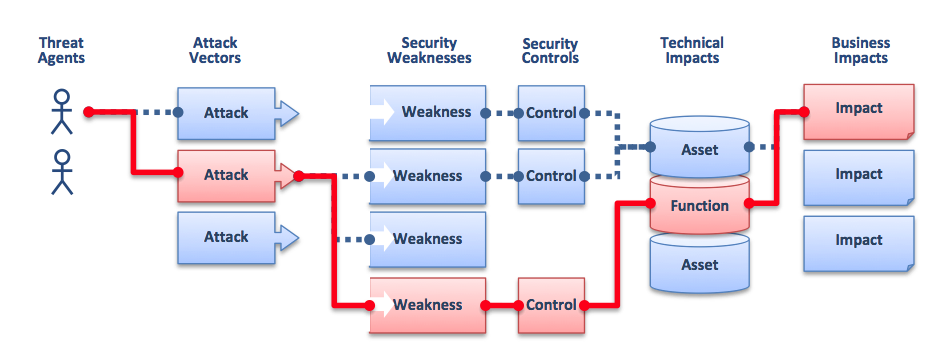 Threat
Agents
Attack
Vectors
Security
Weaknesses
Security
Controls
Technical
Impacts
Business
Impacts
Attack
Weakness
Control
Impact
Asset
Attack
Weakness
Control
Impact
Function
Attack
Weakness
Impact
Asset
Weakness
Control